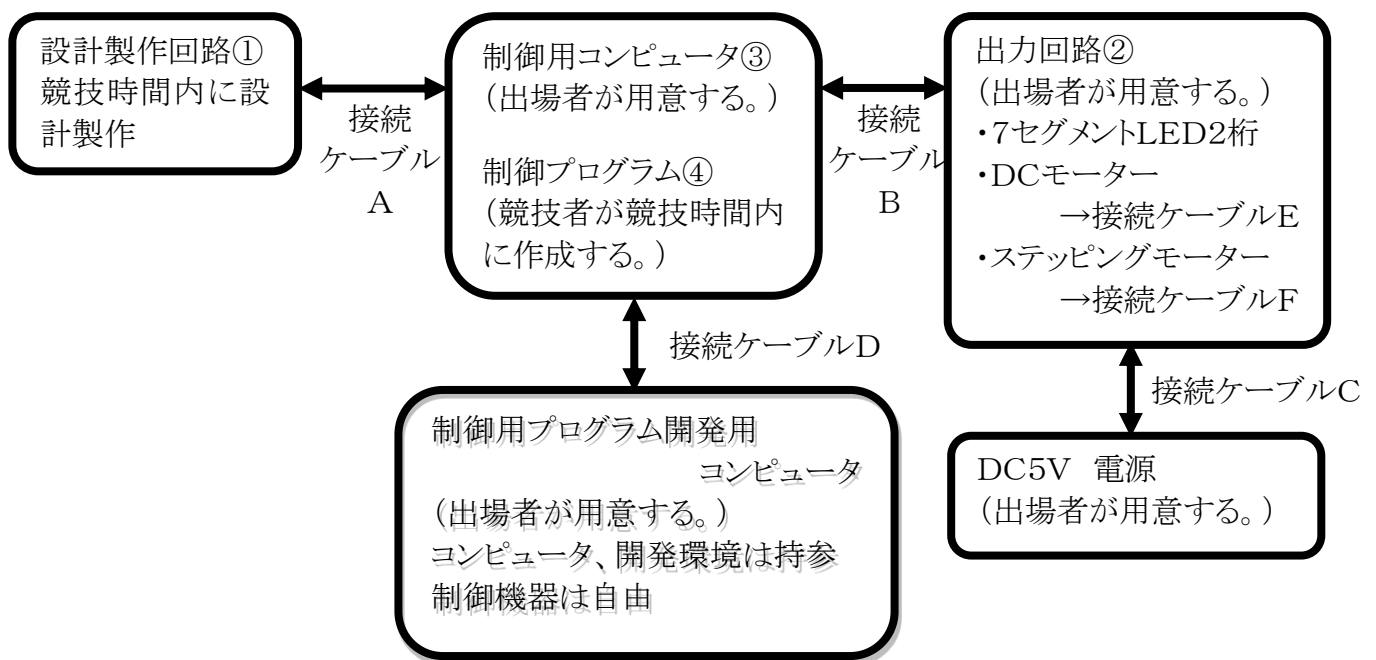 設計製作回路①
競技時間内に設
計製作
接続
ケーブル
A
制御用コンピュータ③
（出場者が用意する。）
制御プログラム④
（競技者が競技時間内
に作成する。）
接続
ケーブル
B
出力回路②
（出場者が用意する。）
・7セグメントLED2桁
・DCモーター
→接続ケーブルE
・ステッピングモーター
→接続ケーブルF
接続ケーブルD
接続ケーブルC
制御用プログラム開発用
コンピュータ
（出場者が用意する。）
コンピュータ、開発環境は持参
制御機器は自由
DC5V 電源
（出場者が用意する。）